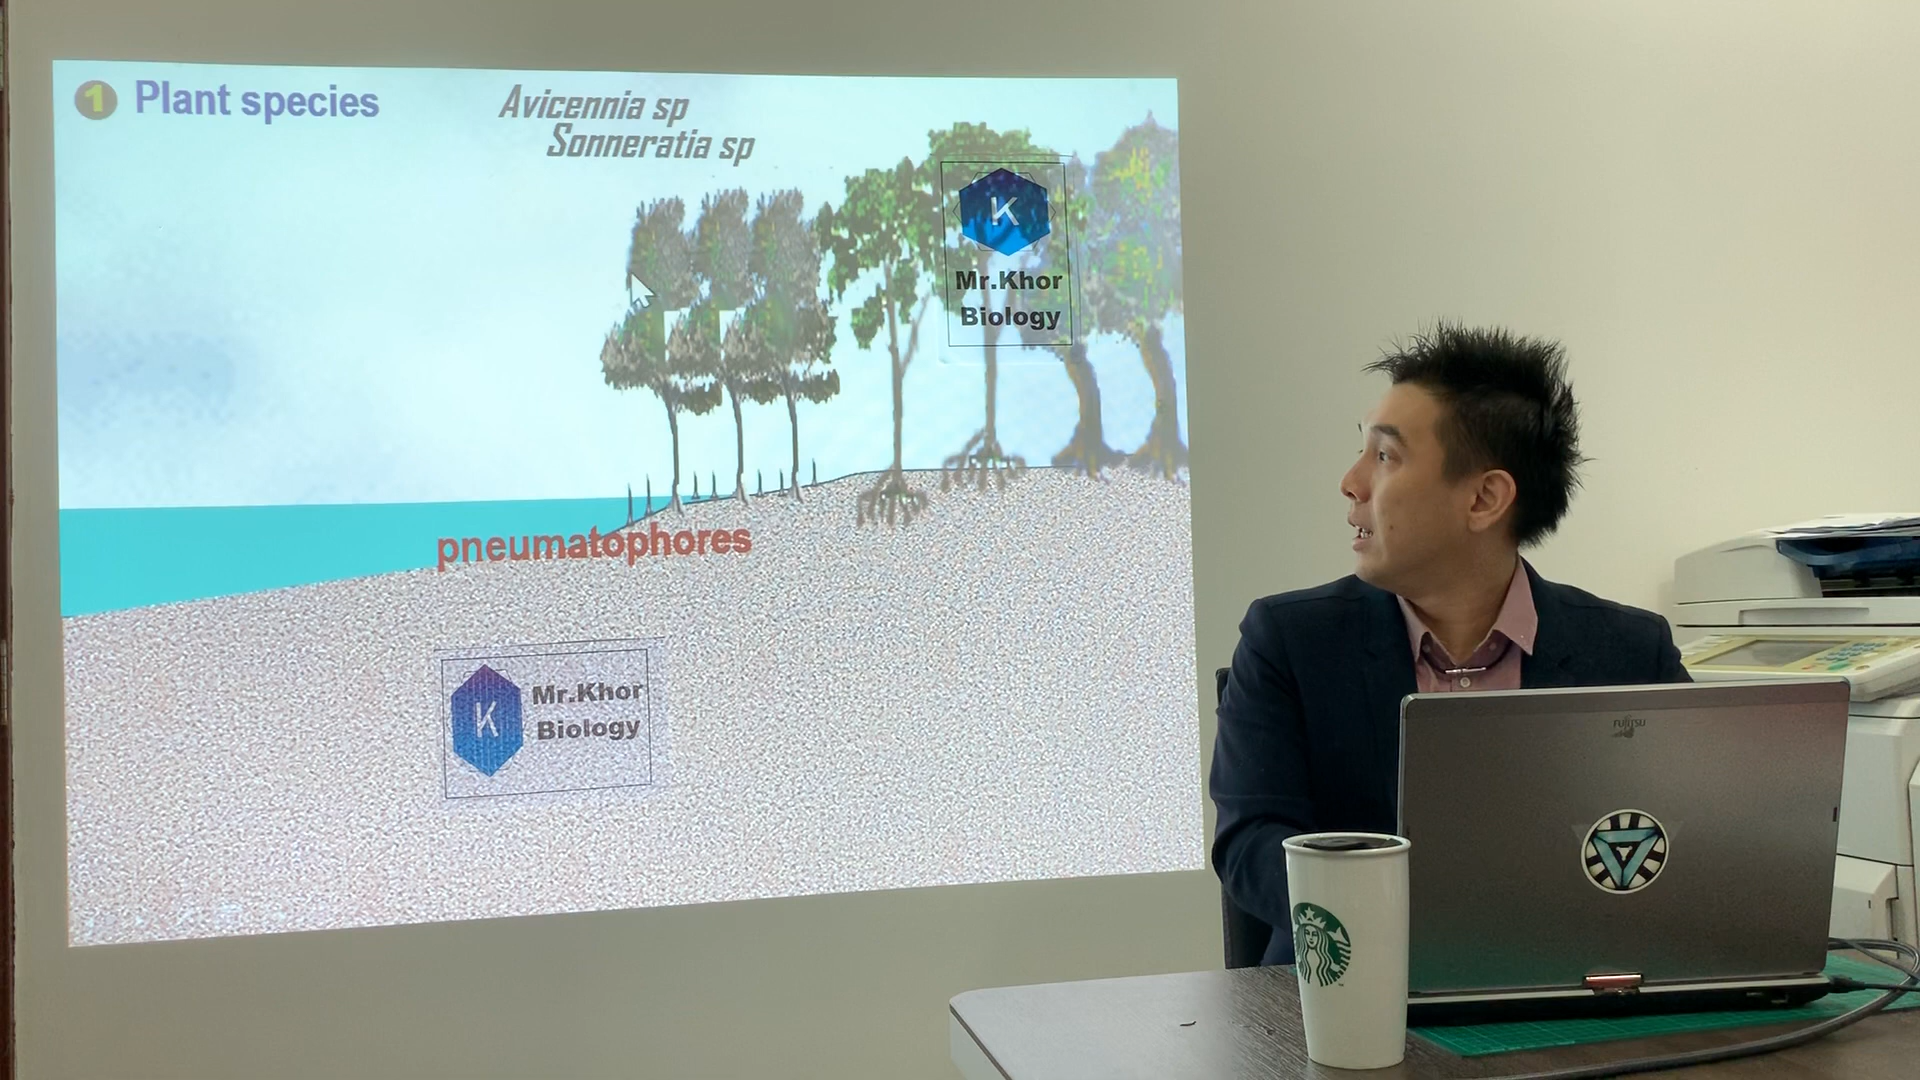 1 Plant species
Avicennia sp
Sonneratia sp
K
Mr.Khor
Biology
pneumatophores
K
Mr.Khor
Biology
FUJITSU